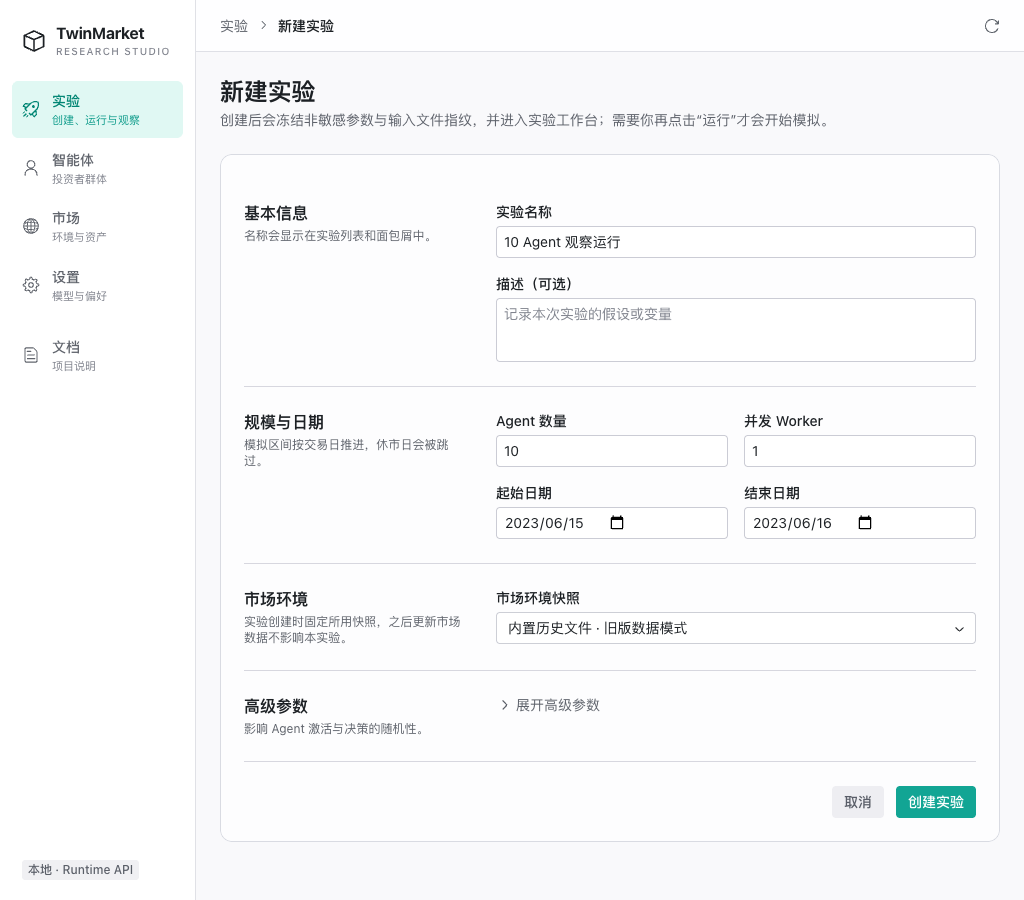 TwinMarket
RESEARCH STUDIO
实验
创建、运行与观察
智能体
投资者群体
市场
环境与资产
设置
模型与偏好
文档
项目说明
本地 · Runtime API
实验 > 新建实验
新建实验
创建后会冻结非敏感参数与输入文件指纹，并进入实验工作台；需要你再点击“运行”才会开始模拟。
基本信息
名称会显示在实验列表和面包屑中。
实验名称
10 Agent 观察运行
描述（可选）
记录本次实验的假设或变量
规模与日期
模拟区间按交易日推进，休市日会被跳
过。
Agent 数量
并发 Worker
10
1
起始日期
结束日期
2023/06/15
2023/06/16
市场环境
实验创建时固定所用快照，之后更新市场
数据不影响本实验。
市场环境快照
内置历史文件 · 旧版数据模式
高级参数
影响 Agent 激活与决策的随机性。
展开高级参数
取消
创建实验